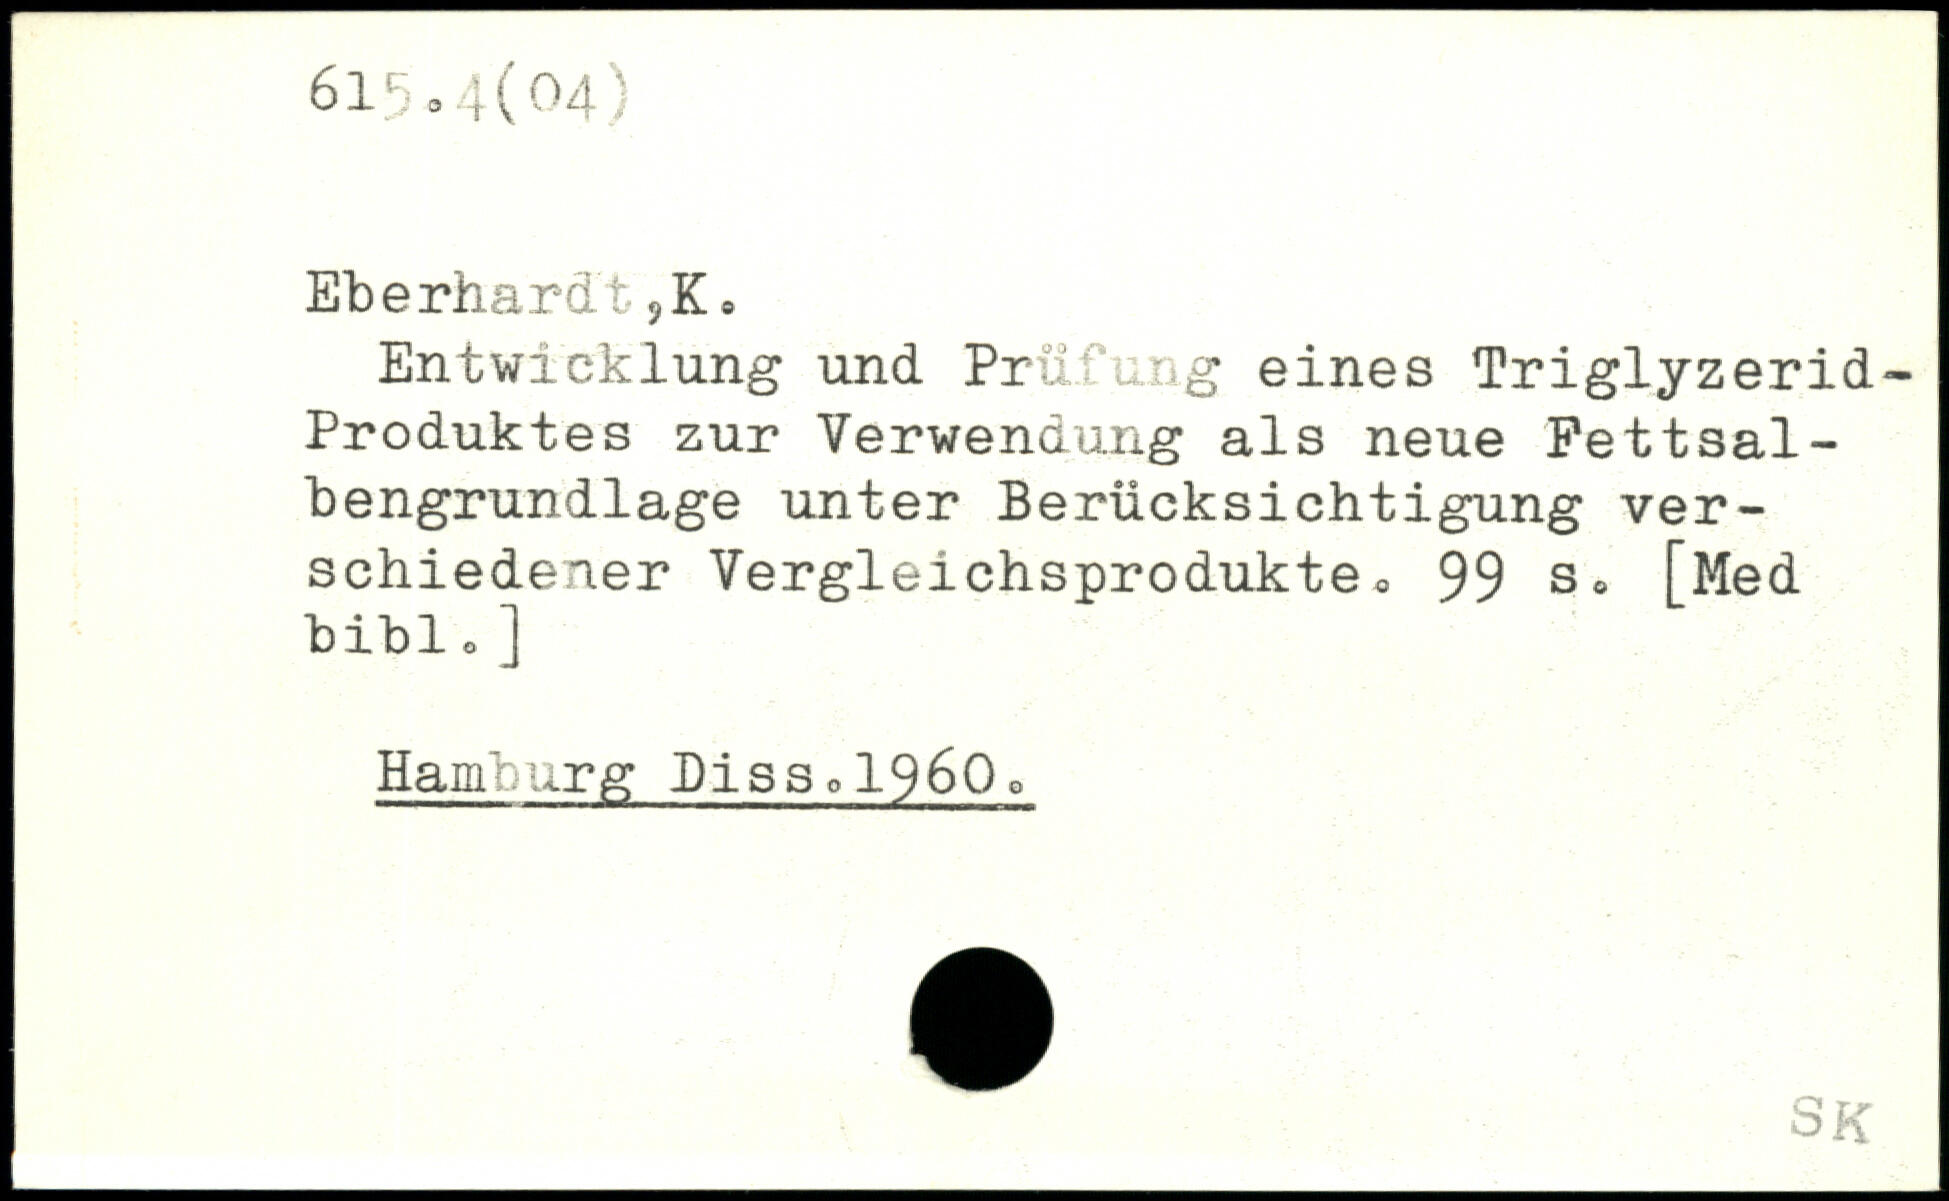 615.4(04)
Eberhardt,K.
Entwicklung und Prüfung eines Triglyzerid-
Produktes zur Verwendung als neue Fettsal-
bengrundlage unter Berücksichtigung ver-
schiedener Vergleichsprodukte. 99 s. [Med
bibl.]
Hamburg Diss.1960.
SK